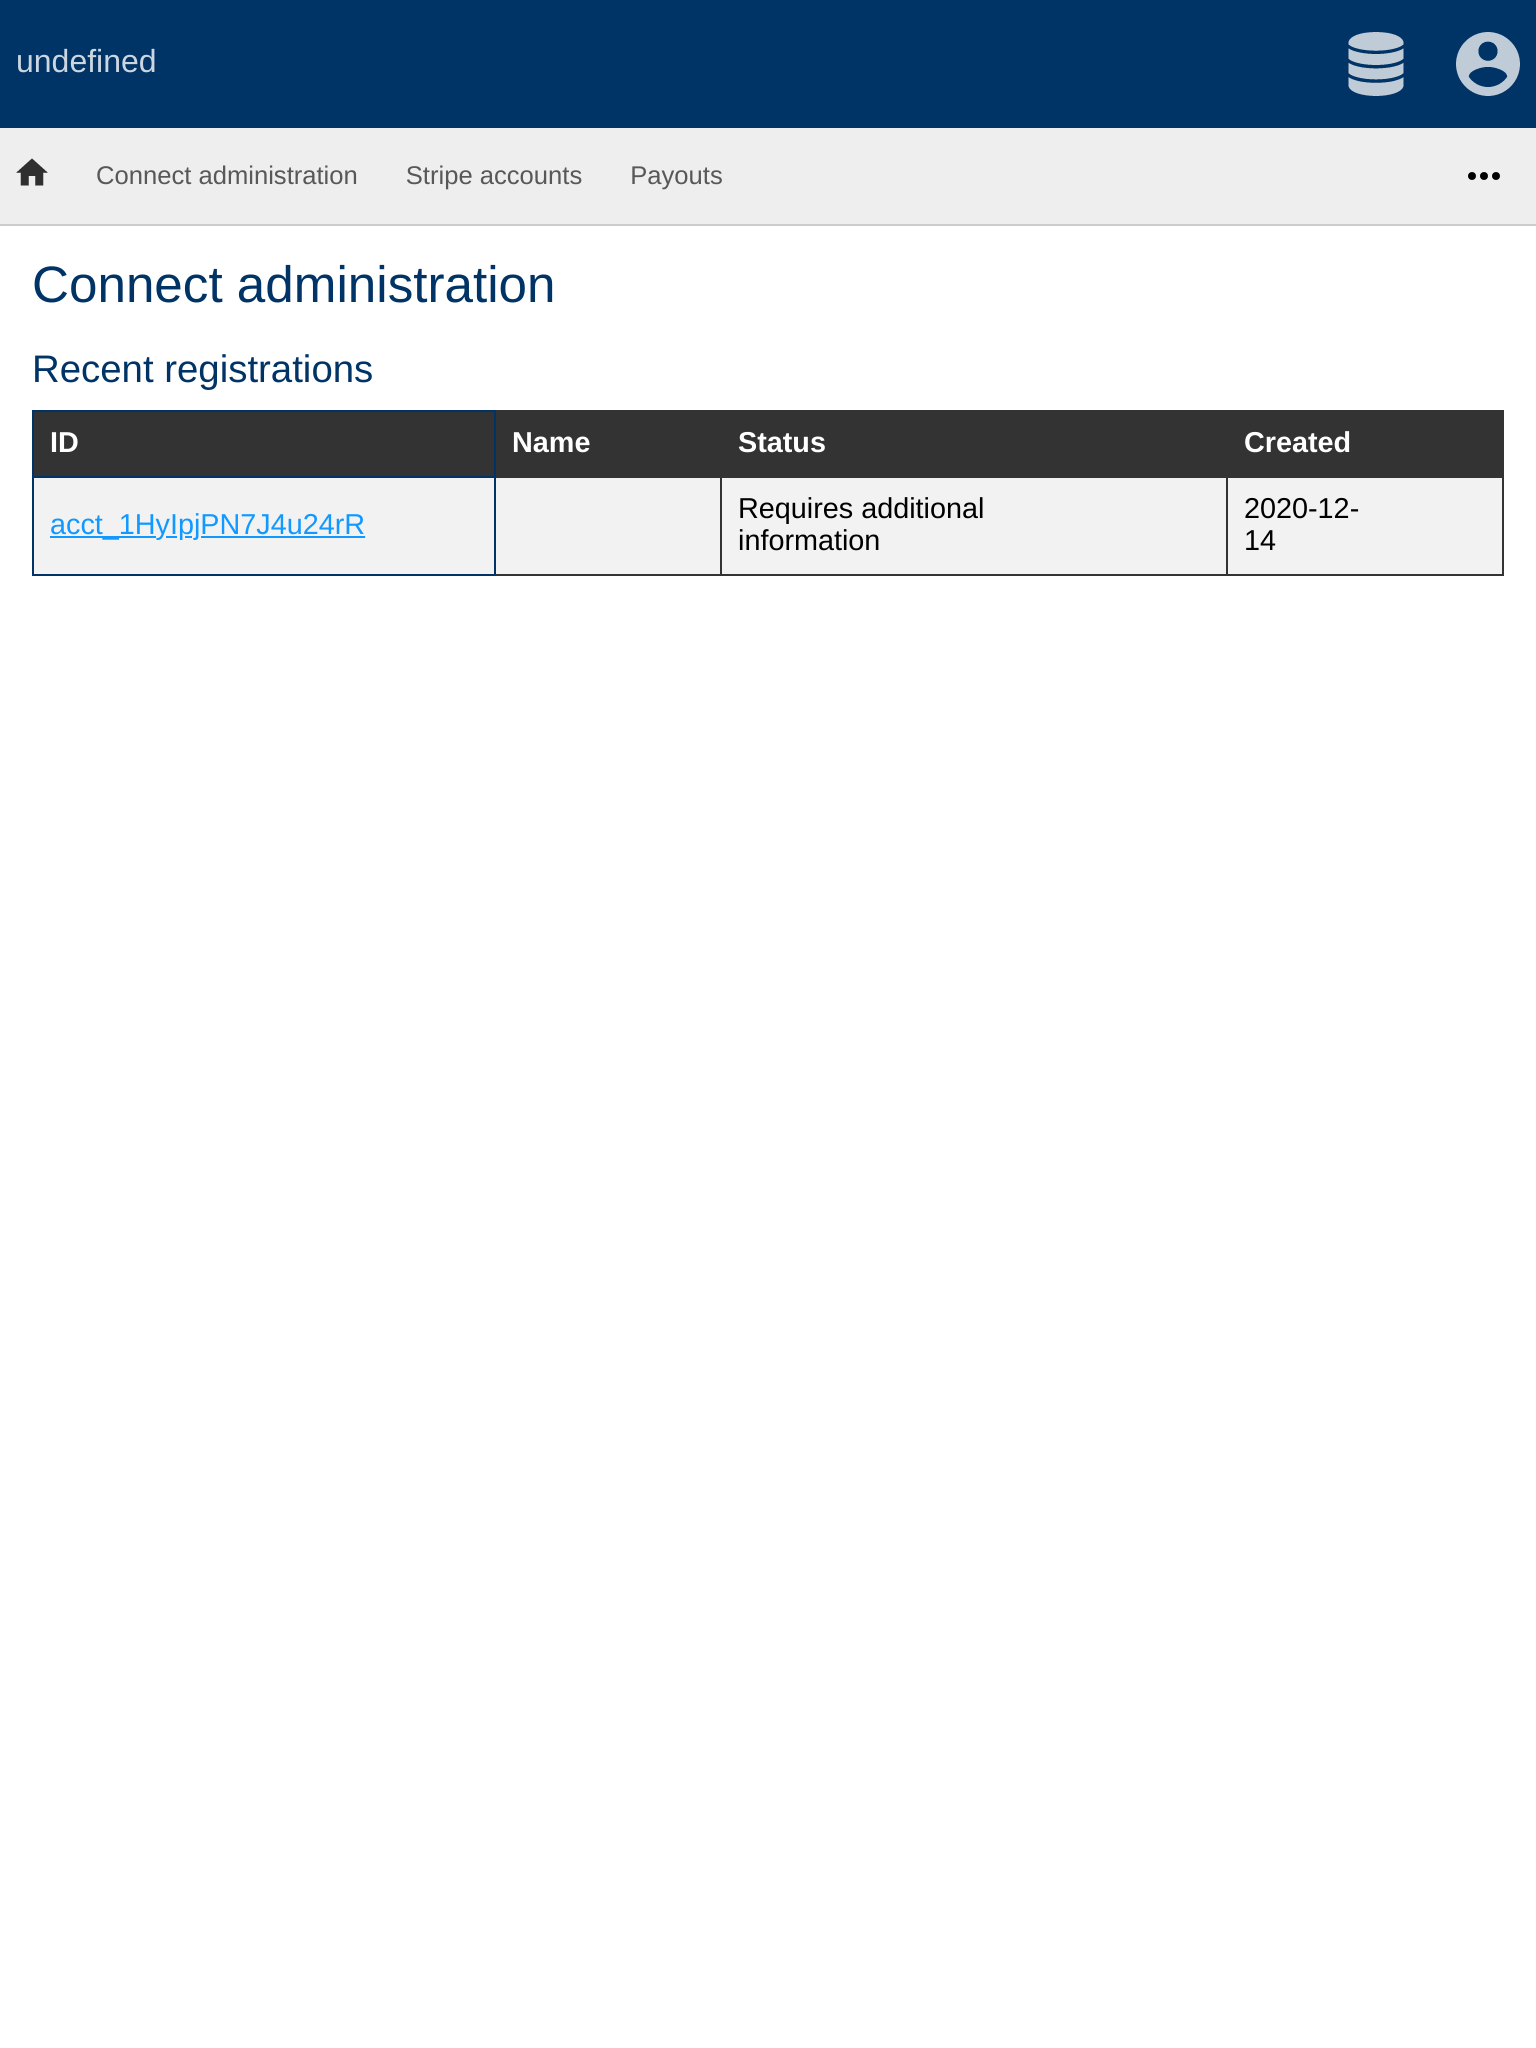 undefined
Connect administration Stripe accounts Payouts
Connect administration
Recent registrations
ID Name Status Created
acct_1HyIpjPN7J4u24rR Requires additional information 2020-12-14